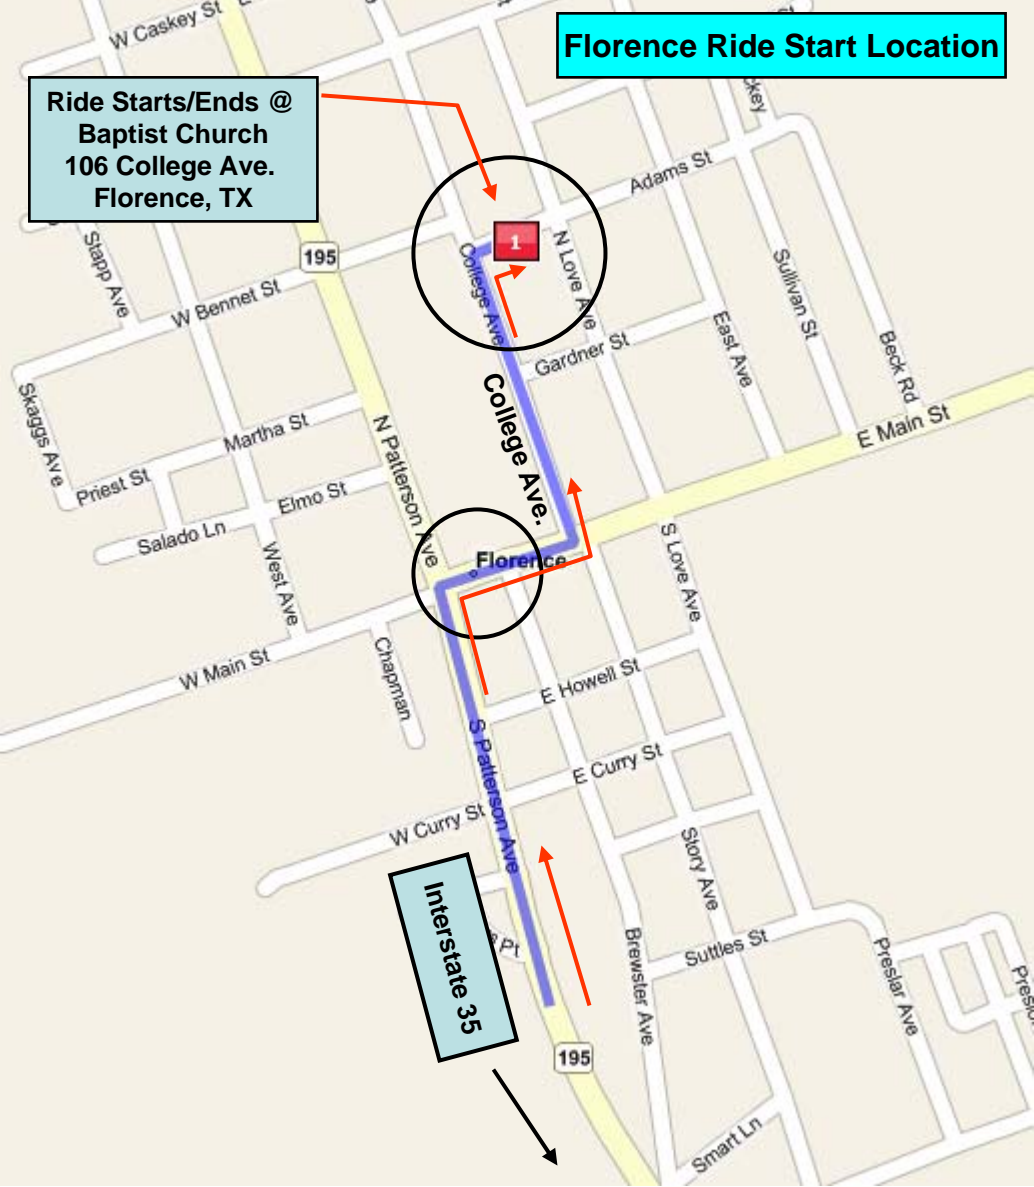 W Caskey St
Florence Ride Start Location
Ride Starts/Ends @
Baptist Church
106 College Ave.
Florence, TX
Adams St
195
1
Stapp Ave
College Ave
N Love Ave
Sullivan St
W Bennet St
Gardner St
East Ave
Beck Rd
Skaggs Ave
College Ave.
N Patterson Ave
E Main St
Martha St
Priest St
Elmo St
Salado Ln
West Ave
Florence
S Love Ave
W Main St
Chapman
E Howell St
S Patterson Ave
E Curry St
W Curry St
Story Ave
Interstate 35
Pt
Brewster Ave
Suttles St
Preslar Ave
195
Smart Ln